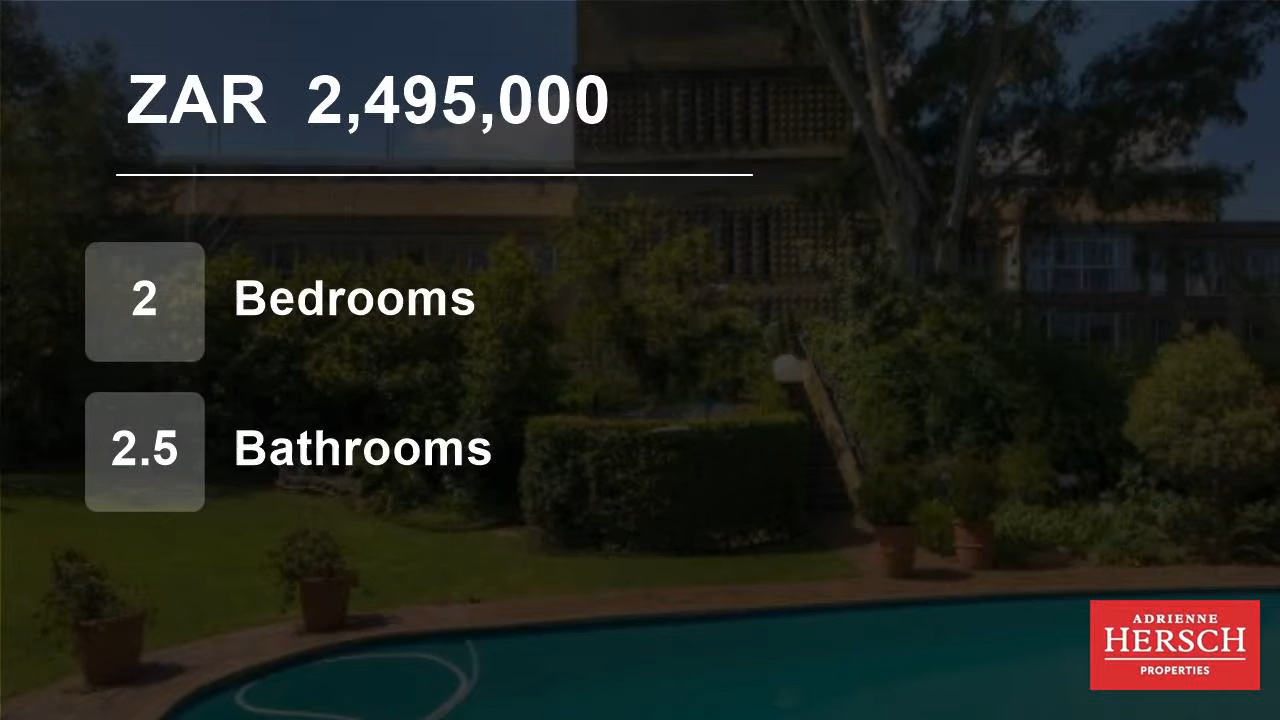 ZAR 2,495,000
2 Bedrooms
2.5 Bathrooms
ADRIENNE
HERSCH
PROPERTIES